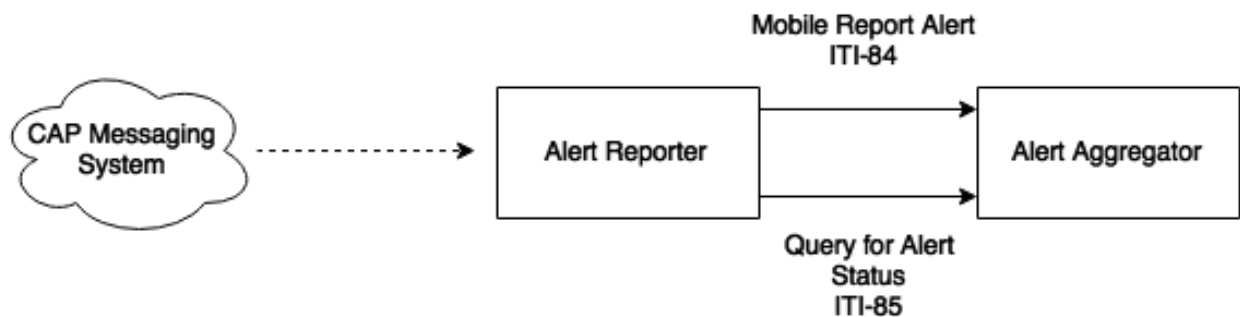 Mobile Report Alert
ITI-84
CAP Messaging
System
Alert Reporter
Alert Aggregator
Query for Alert
Status
ITI-85